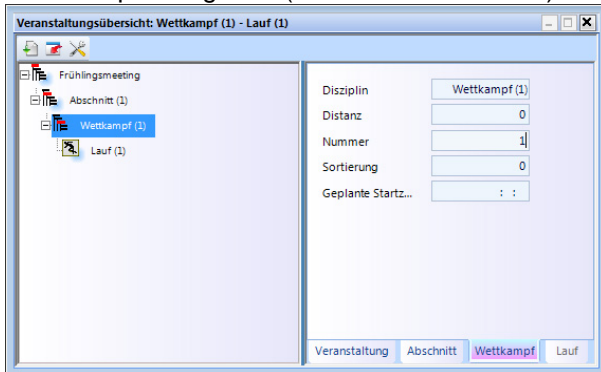 Veranstaltungsübersicht: Wettkampf (1) - Lauf (1)
Frühlingsmeeting
Abschnitt (1)
Wettkampf (1)
Lauf (1)
Disziplin Wettkampf (1)
Distanz 0
Nummer 1
Sortierung 0
Geplante Startz... : :
Veranstaltung Abschnitt Wettkampf Lauf